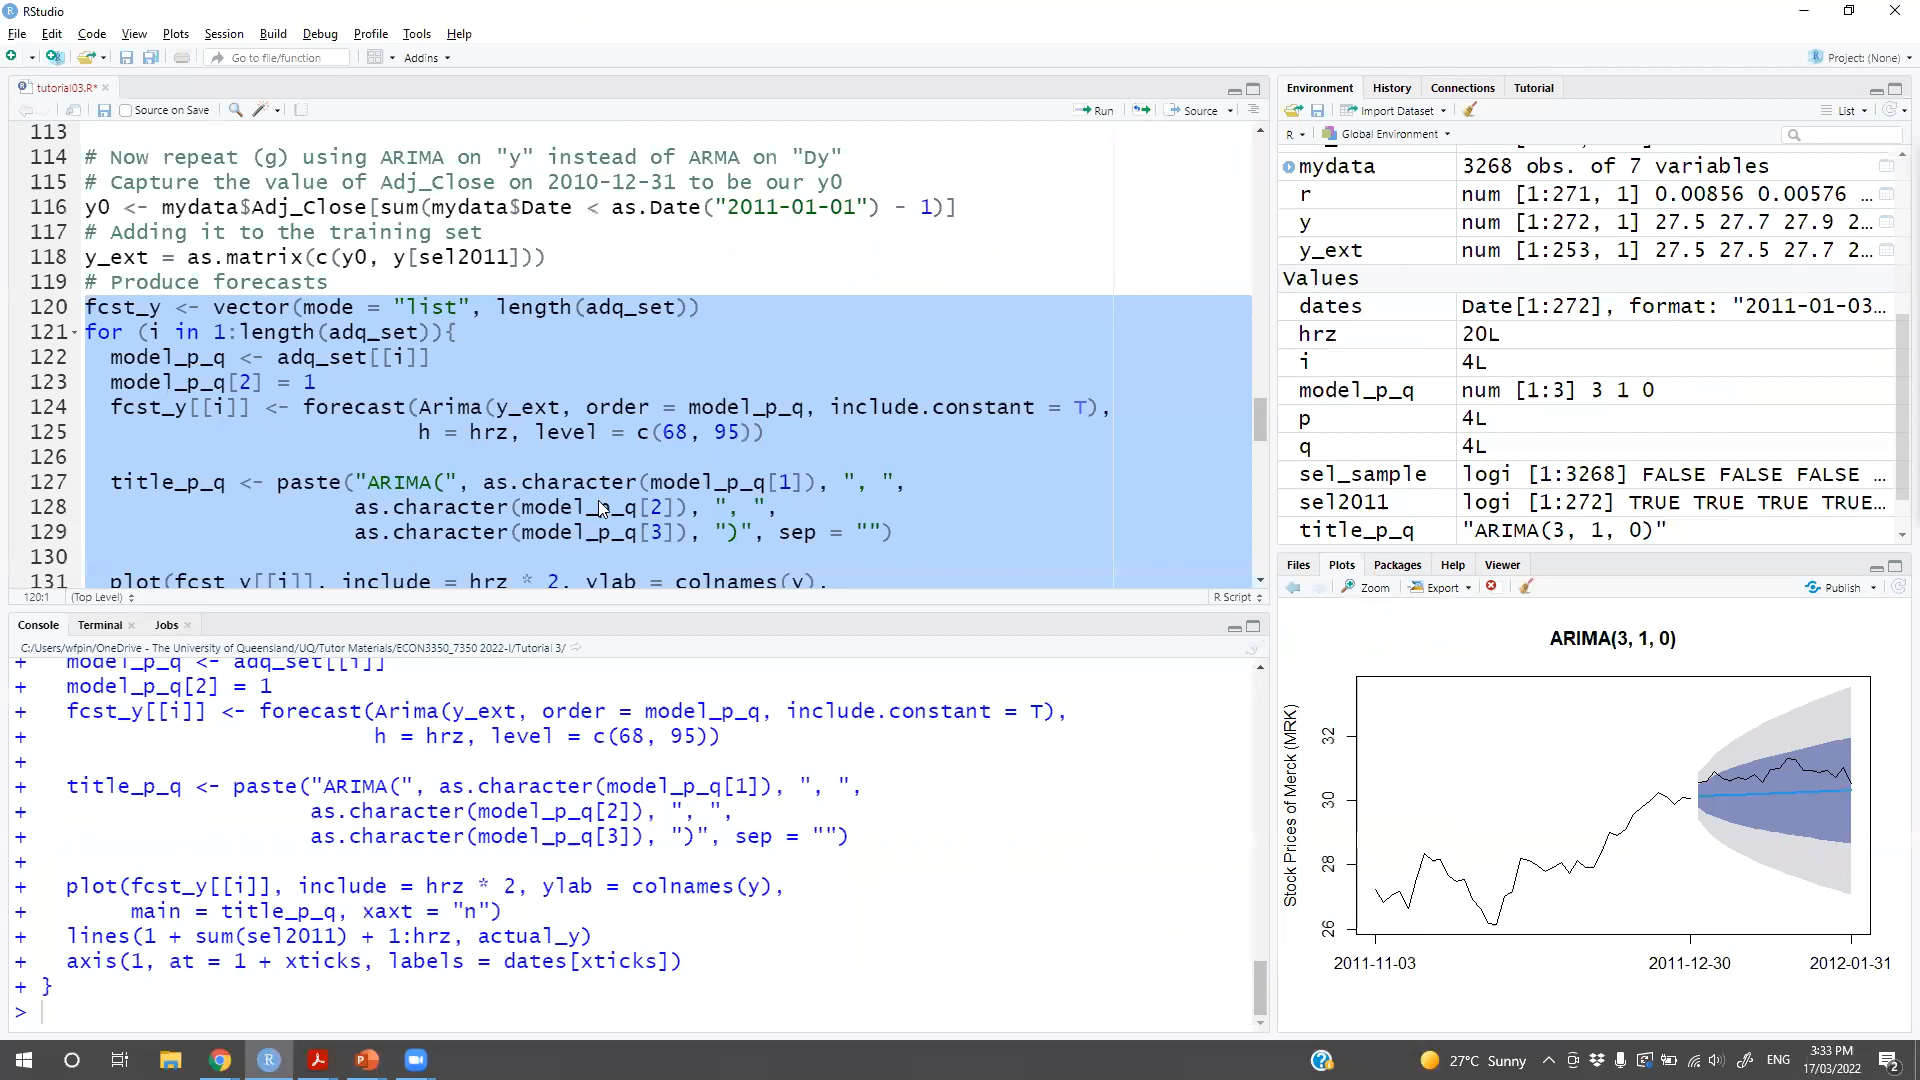 RStudio
File Edit Code View Plots Session Build Debug Profile Tools Help
Go to file/function Addins Project: (None)
tutorial03.R*
Source on Save Run Source
113
114 # Now repeat (g) using ARIMA on "y" instead of ARMA on "Dy"
115 # Capture the value of Adj_Close on 2010-12-31 to be our y0
116 y0 <- mydata$Adj_Close[sum(mydata$Date < as.Date("2011-01-01") - 1)]
117 # Adding it to the training set
118 y_ext = as.matrix(c(y0, y[sel2011]))
119 # Produce forecasts
120 fcst_y <- vector(mode = "list", length(adq_set))
121 for (i in 1:length(adq_set)){
122 model_p_q <- adq_set[[i]]
123 model_p_q[2] = 1
124 fcst_y[[i]] <- forecast(Arima(y_ext, order = model_p_q, include.constant = T),
125 h = hrz, level = c(68, 95))
126
127 title_p_q <- paste("ARIMA(", as.character(model_p_q[1]), ", ",
128 as.character(model_p_q[2]), ", ",
129 as.character(model_p_q[3]), ")", sep = "")
130
131 plot(fcst_y[[i]], include = hrz * 2, ylab = colnames(y),
120:1 (Top Level) R Script
Console Terminal Jobs
C:/Users/wfpin/OneDrive - The University of Queensland/UQ/Tutor Materials/ECON3350_7350 2022-I/Tutorial 3/
+ model_p_q <- adq_set[[i]]
+ model_p_q[2] = 1
+ fcst_y[[i]] <- forecast(Arima(y_ext, order = model_p_q, include.constant = T),
+ h = hrz, level = c(68, 95))
+
+ title_p_q <- paste("ARIMA(", as.character(model_p_q[1]), ", ",
+ as.character(model_p_q[2]), ", ",
+ as.character(model_p_q[3]), ")", sep = "")
+
+ plot(fcst_y[[i]], include = hrz * 2, ylab = colnames(y),
+ main = title_p_q, xaxt = "n")
+ lines(1 + sum(sel2011) + 1:hrz, actual_y)
+ axis(1, at = 1 + xticks, labels = dates[xticks])
+ }
>
Environment History Connections Tutorial
Import Dataset List
R Global Environment
mydata 3268 obs. of 7 variables
r num [1:271, 1] 0.00856 0.00576 ...
y num [1:272, 1] 27.5 27.7 27.9 2...
y_ext num [1:253, 1] 27.5 27.5 27.7 2...
Values
dates Date[1:272], format: "2011-01-03...
hrz 20L
i 4L
model_p_q num [1:3] 3 1 0
p 4L
q 4L
sel_sample logi [1:3268] FALSE FALSE FALSE ...
sel2011 logi [1:272] TRUE TRUE TRUE TRUE...
title_p_q "ARIMA(3, 1, 0)"
Files Plots Packages Help Viewer
Zoom Export Publish
ARIMA(3, 1, 0)
Stock Prices of Merck (MRK)
32
30
28
26
2011-11-03 2011-12-30 2012-01-31
27°C Sunny ENG 3:33 PM
17/03/2022 2